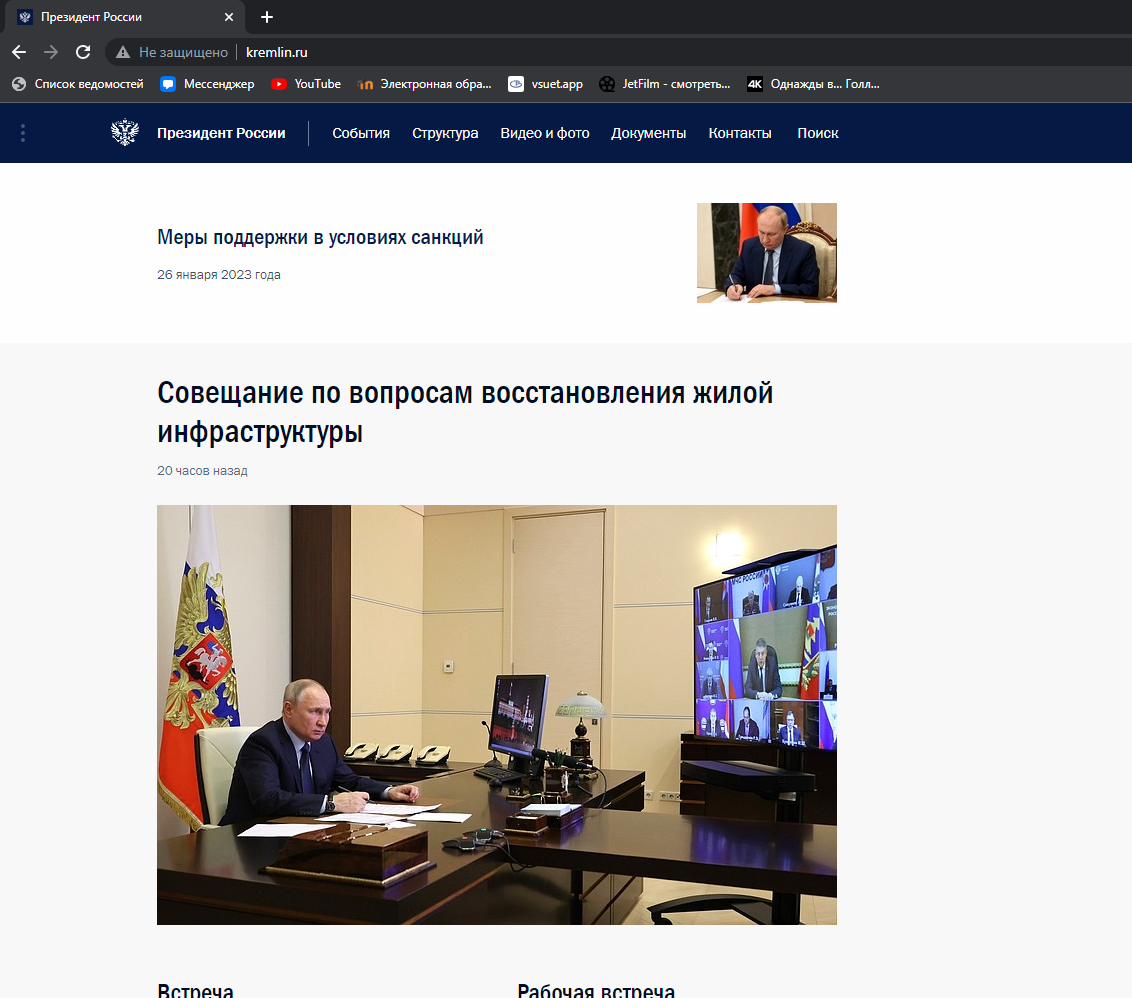 Президент России
Не защищено
kremlin.ru
Список ведомостей
Мессенджер
YouTube
Электронная обра...
vsuet.app
JetFilm - смотреть...
4K
Однажды в... Голл...
Президент России
События
Структура
Видео и фото
Документы
Контакты
Поиск
Меры поддержки в условиях санкций
26 января 2023 года
Совещание по вопросам восстановления жилой
инфраструктуры
20 часов назад
Встреча
Рабочая встреча